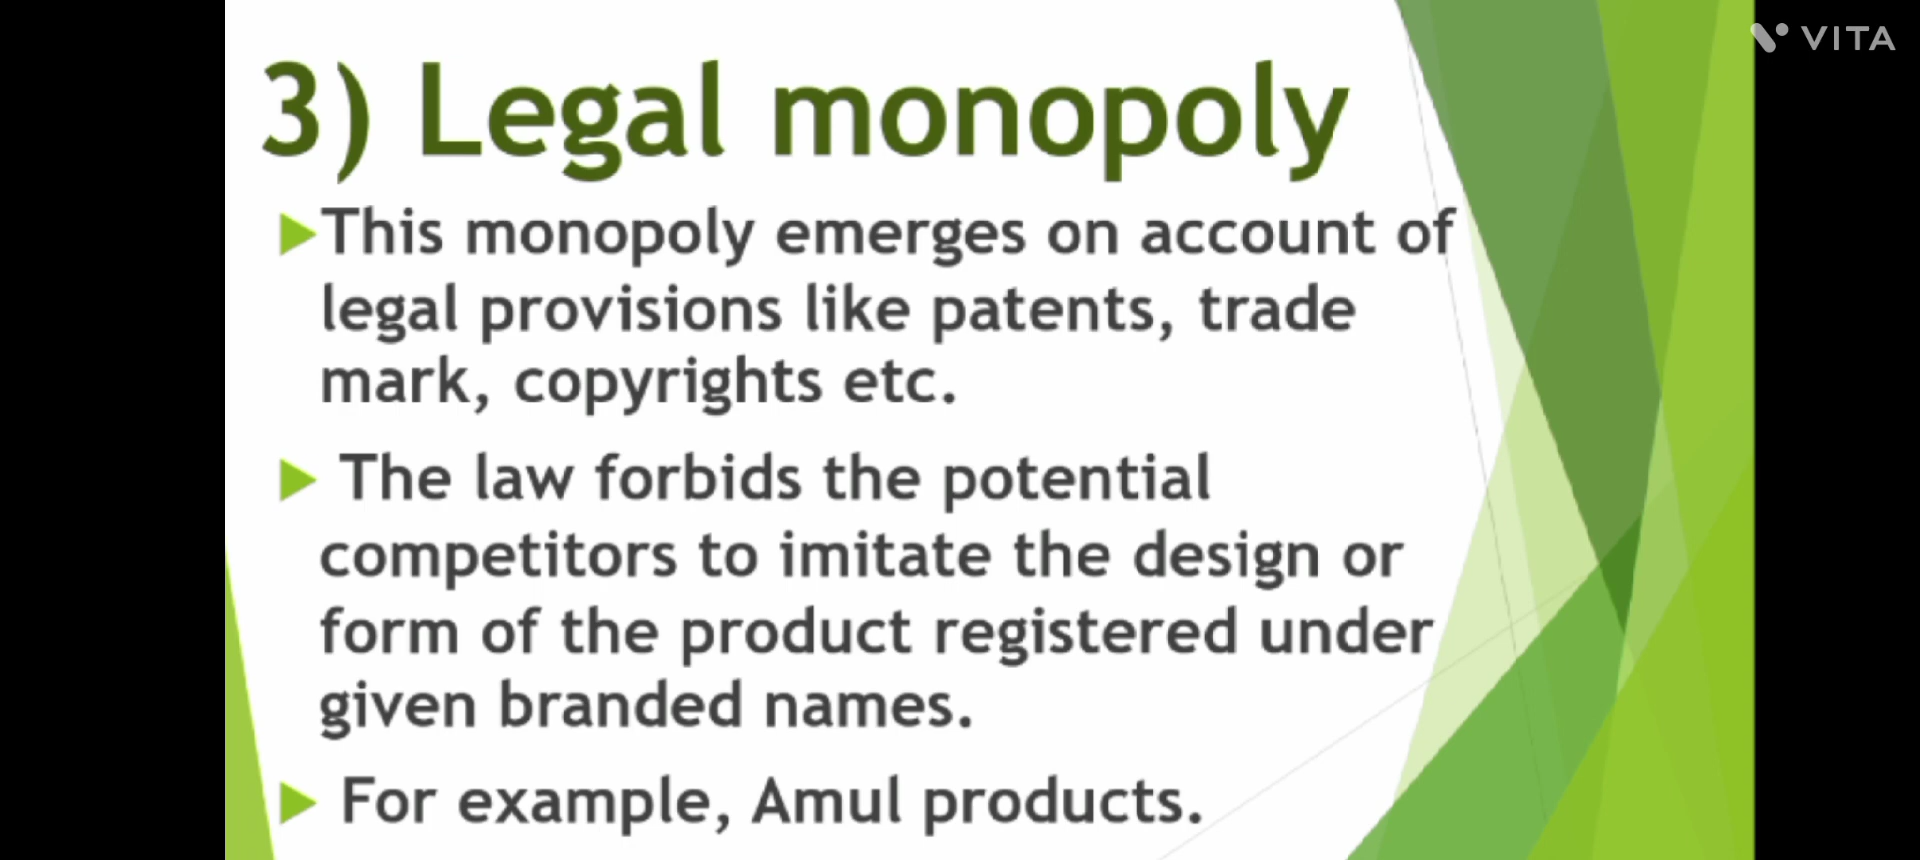 VITA
3) Legal monopoly
This monopoly emerges on account of
legal provisions like patents, trade
mark, copyrights etc.
The law forbids the potential
competitors to imitate the design or
form of the product registered under
given branded names.
For example, Amul products.